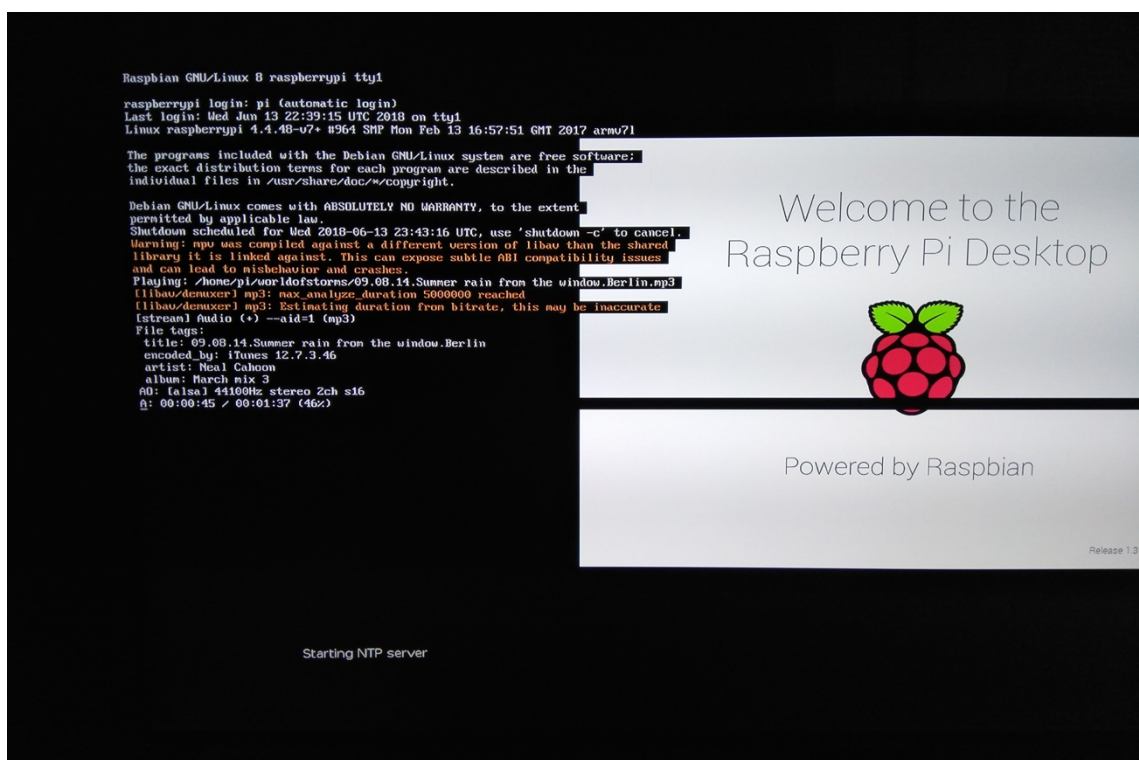 Raspbian GNU/Linux 8 raspberrypi tty1
raspberrypi login: pi (automatic login)
Last login: Wed Jun 13 22:39:15 UTC 2018 on tty1
Linux raspberrypi 4.4.48-v7+ #964 SMP Mon Feb 13 16:57:51 GMT 2017 armv7l
The programs included with the Debian GNU/Linux system are free software;
the exact distribution terms for each program are described in the
individual files in /usr/share/doc/*/copyright.
Debian GNU/Linux comes with ABSOLUTELY NO WARRANTY, to the extent
permitted by applicable law.
Shutdown scheduled for Wed 2018-06-13 23:43:16 UTC, use 'shutdown -c' to cancel.
Warning: mpv was compiled against a different version of libav than the shared
library it is linked against. This can expose subtle ABI compatibility issues
and can lead to misbehavior and crashes.
Playing: /home/pi/worldofstorms/09.08.14.Summer rain from the window.Berlin.mp3
[libav/demuxer] mp3: max_analyze_duration 5000000 reached
[libav/demuxer] mp3: Estimating duration from bitrate, this may be inaccurate
[stream] Audio (+) --aid=1 (mp3)
File tags:
title: 09.08.14.Summer rain from the window.Berlin
encoded_by: iTunes 12.7.3.46
artist: Neal Cahoon
album: March mix 3
AO: [alsa] 44100Hz stereo 2ch s16
A: 00:00:45 / 00:01:37 (46%)
Welcome to the
Raspberry Pi Desktop
Powered by Raspbian
Release 1.3
Starting NTP server